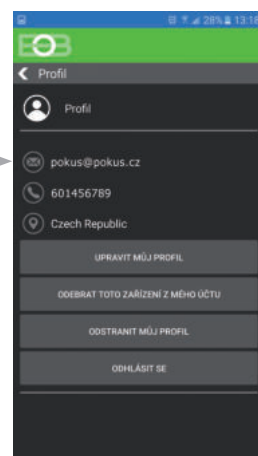 28% 13:18
EOB
Profil
Profil
pokus@pokus.cz
601456789
Czech Republic
UPRAVIT MŮJ PROFIL
ODEBRAT TOTO ZAŘÍZENÍ Z MÉHO ÚČTU
ODSTRANIT MŮJ PROFIL
ODHLÁSIT SE